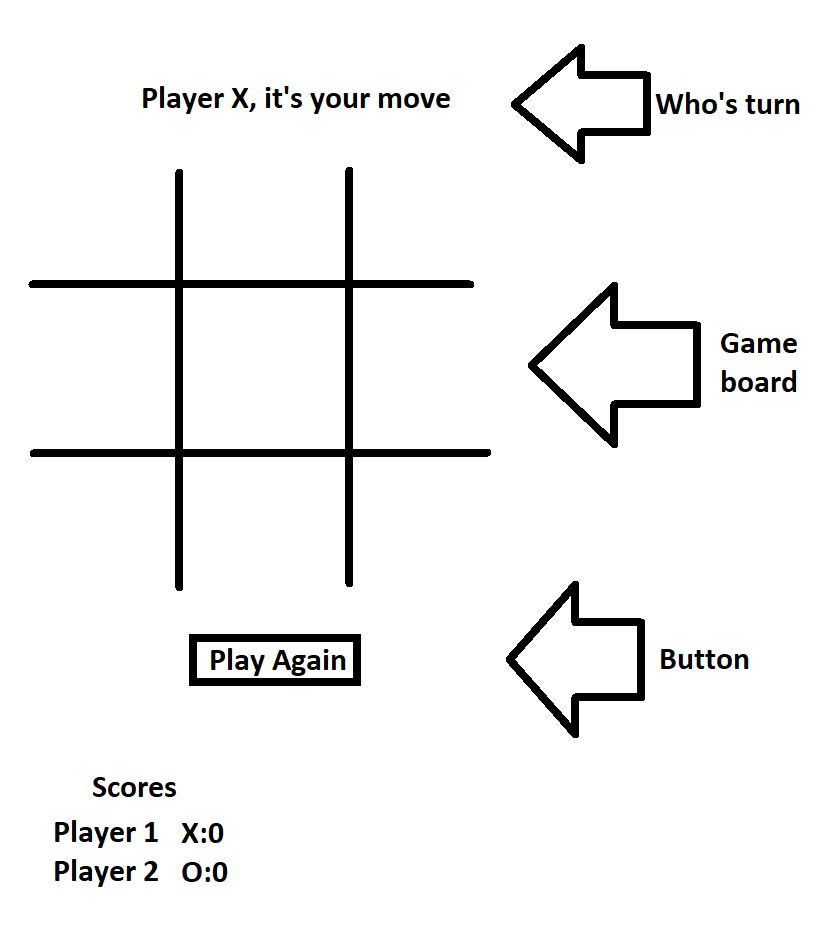 Player X, it's your move
Who's turn
Game
board
Play Again
Button
Scores
Player 1 X:0
Player 2 O:0